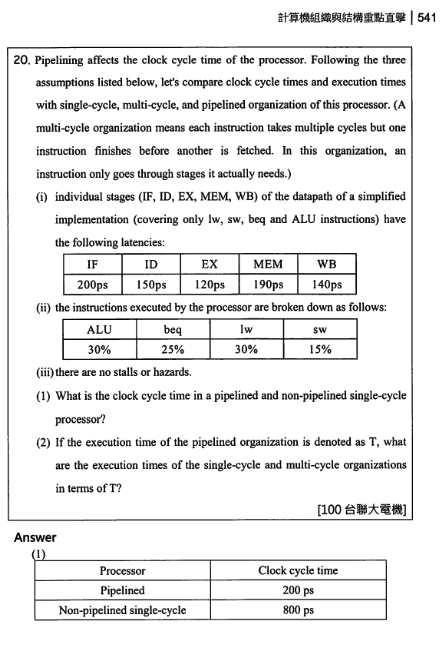 計算機組織與結構重點直擊 | 541
20. Pipelining affects the clock cycle time of the processor. Following the three
assumptions listed below, let's compare clock cycle times and execution times
with single-cycle, multi-cycle, and pipelined organization of this processor. (A
multi-cycle organization means each instruction takes multiple cycles but one
instruction finishes before another is fetched. In this organization, an
instruction only goes through stages it actually needs.)
(i) individual stages (IF, ID, EX, MEM, WB) of the datapath of a simplified
implementation (covering only lw, sw, beq and ALU instructions) have
the following latencies:
IF ID EX MEM WB
200ps 150ps 120ps 190ps 140ps
(ii) the instructions executed by the processor are broken down as follows:
ALU beq lw sw
30% 25% 30% 15%
(iii) there are no stalls or hazards.
(1) What is the clock cycle time in a pipelined and non-pipelined single-cycle
processor?
(2) If the execution time of the pipelined organization is denoted as T, what
are the execution times of the single-cycle and multi-cycle organizations
in terms of T?
[100 台聯大電機]
Answer
(1)
Processor Clock cycle time
Pipelined 200 ps
Non-pipelined single-cycle 800 ps